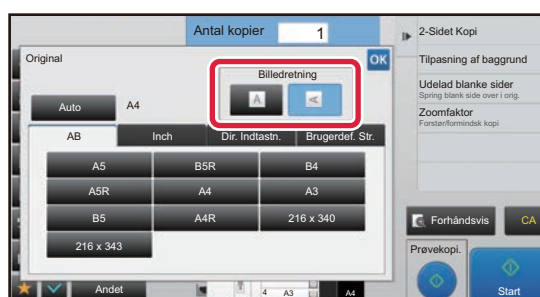 Antal kopier 1
Original
OK
Billedretning
A A
Auto A4
AB Inch Dir. Indtastn. Brugerdef. Str.
A5 B5R B4
A5R A4 A3
B5 A4R 216 x 340
216 x 343
Andet
4 A3 A4
2-Sidet Kopi
Tilpasning af baggrund
Udelad blanke sider
Spring blank side over i orig.
Zoomfaktor
Forstør/formindsk kopi
Forhåndsvis CA
Prøvekopi.
Start